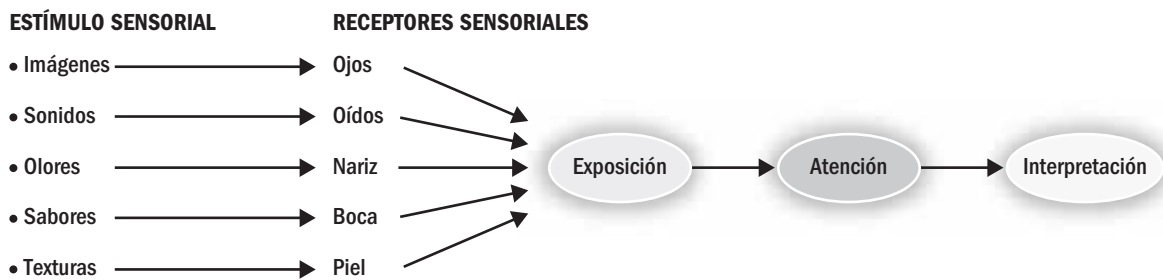 ESTÍMULO SENSORIAL RECEPTORES SENSORIALES
• Imágenes Ojos
• Sonidos Oídos
• Olores Nariz Exposición Atención Interpretación
• Sabores Boca
• Texturas Piel